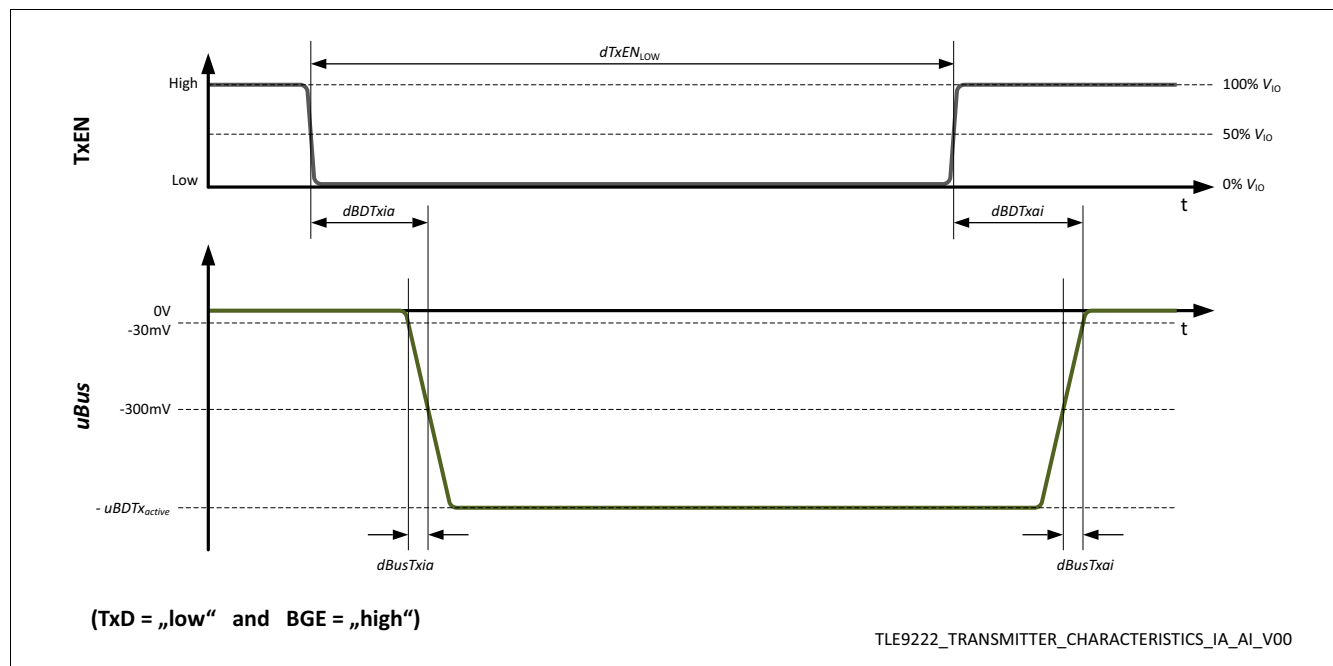 dTxEN_LOW
High
100% V_IO
TxEN
50% V_IO
Low
0% V_IO
t
dBDTxia
dBDTxai
0V
-30mV
t
uBus
-300mV
- uBDTx_active
dBusTxia
dBusTxai
(TxD = „low“ and BGE = „high“)
TLE9222_TRANSMITTER_CHARACTERISTICS_IA_AI_V00